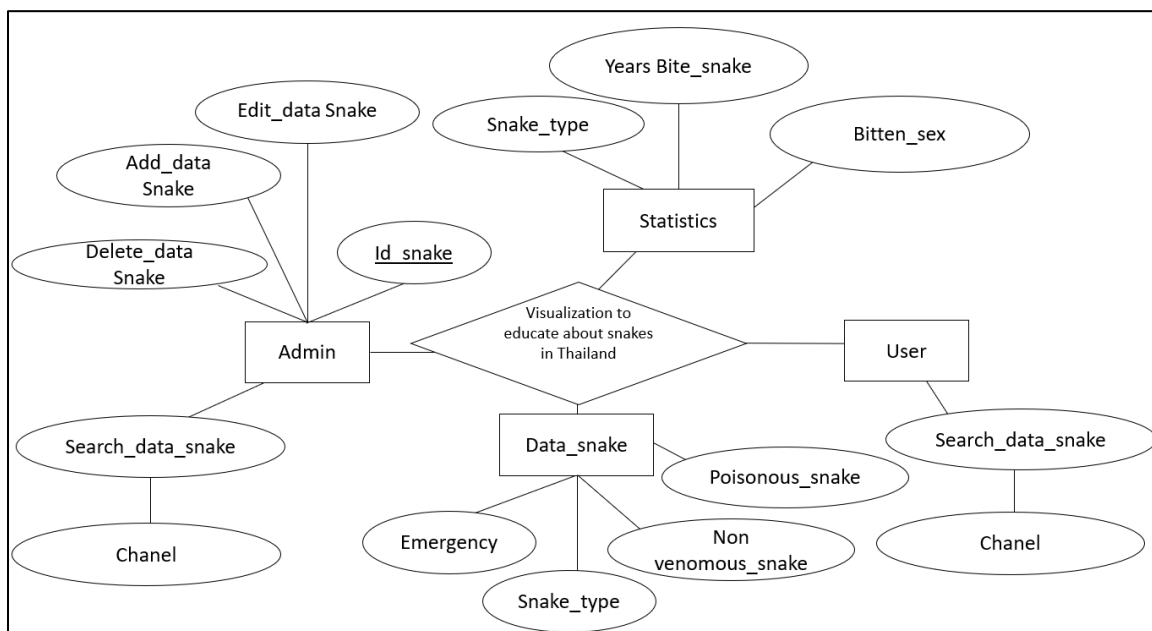 Years Bite_snake
Edit_data Snake
Snake_type
Bitten_sex
Add_data
Snake
Statistics
Delete_data
Snake
Id_snake
Visualization to
educate about snakes
in Thailand
Admin
User
Search_data_snake
Data_snake
Search_data_snake
Poisonous_snake
Emergency
Non
venomous_snake
Chanel
Chanel
Snake_type